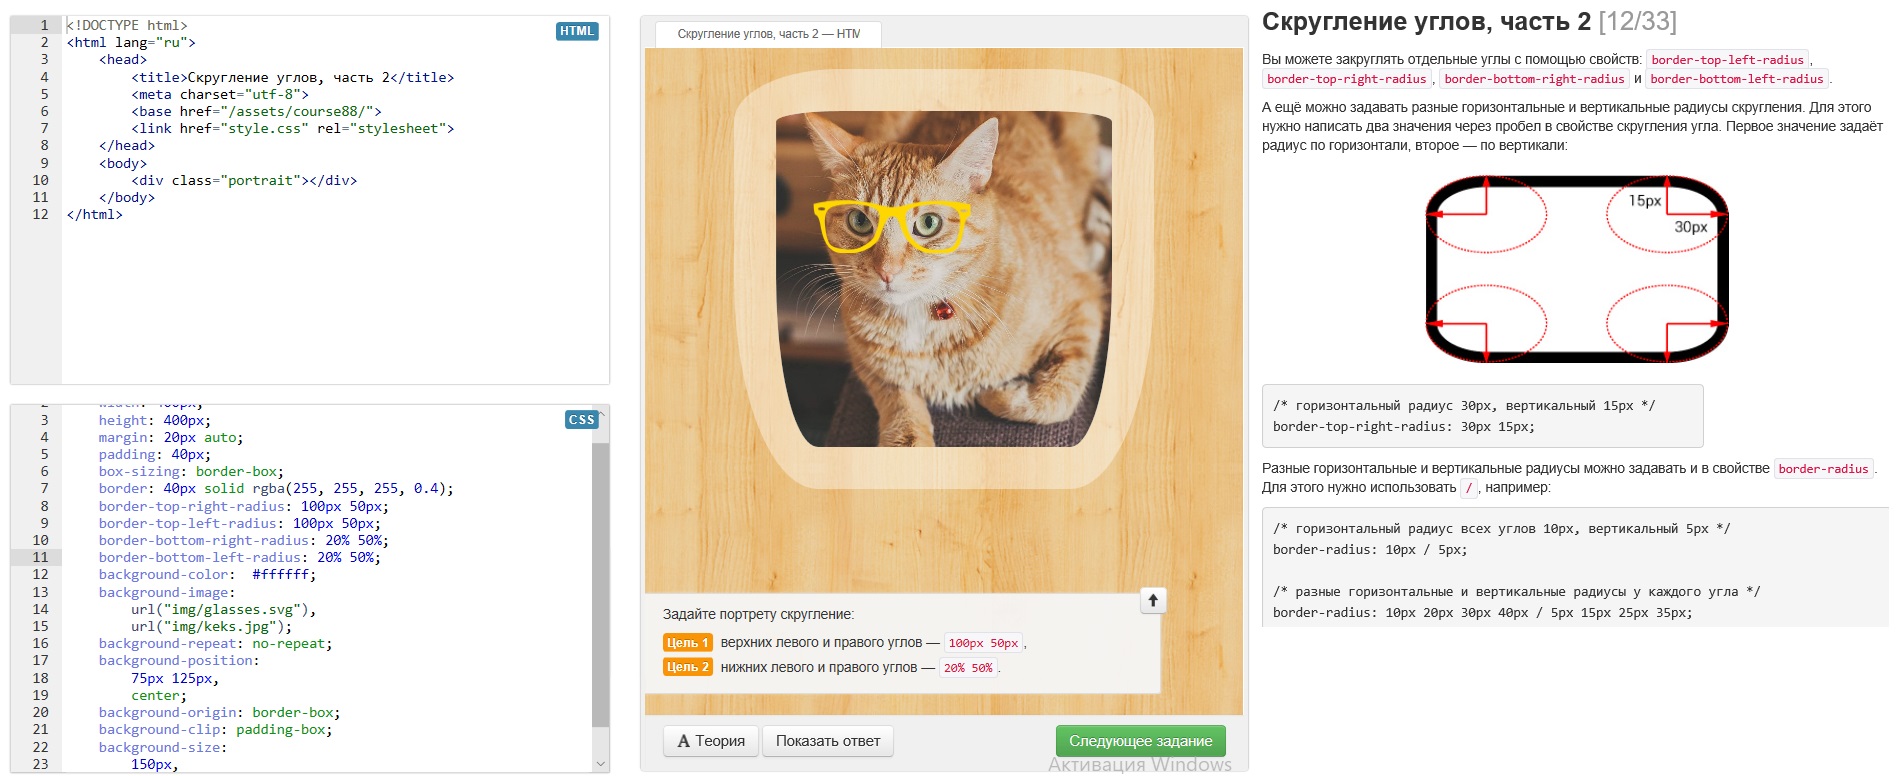 1 <!DOCTYPE html>
HTML
2 <html lang="ru">
3 <head>
4 <title>Скругление углов, часть 2</title>
5 <meta charset="utf-8">
6 <base href="/assets/course88/">
7 <link href="style.css" rel="stylesheet">
8 </head>
9 <body>
10 <div class="portrait"></div>
11 </body>
12 </html>
CSS
3 height: 400px;
4 margin: 20px auto;
5 padding: 40px;
6 box-sizing: border-box;
7 border: 40px solid rgba(255, 255, 255, 0.4);
8 border-top-right-radius: 100px 50px;
9 border-top-left-radius: 100px 50px;
10 border-bottom-right-radius: 20% 50%;
11 border-bottom-left-radius: 20% 50%;
12 background-color:  #ffffff;
13 background-image:
14 url("img/glasses.svg"),
15 url("img/keks.jpg");
16 background-repeat: no-repeat;
17 background-position:
18 75px 125px,
19 center;
20 background-origin: border-box;
21 background-clip: padding-box;
22 background-size:
23 150px,
Скругление углов, часть 2 — HTM
Задайте портрету скругление:
Цель 1 верхних левого и правого углов — 100px 50px,
Цель 2 нижних левого и правого углов — 20% 50%.
A Теория
Показать ответ
Следующее задание
Активация Windows
Скругление углов, часть 2 [12/33]
Вы можете закруглять отдельные углы с помощью свойств: border-top-left-radius,
border-top-right-radius, border-bottom-right-radius и border-bottom-left-radius.
А ещё можно задавать разные горизонтальные и вертикальные радиусы скругления. Для этого
нужно написать два значения через пробел в свойстве скругления угла. Первое значение задаёт
радиус по горизонтали, второе — по вертикали:
15px
30px
/* горизонтальный радиус 30px, вертикальный 15px */
border-top-right-radius: 30px 15px;
Разные горизонтальные и вертикальные радиусы можно задавать и в свойстве border-radius.
Для этого нужно использовать /, например:
/* горизонтальный радиус всех углов 10px, вертикальный 5px */
border-radius: 10px / 5px;
/* разные горизонтальные и вертикальные радиусы у каждого угла */
border-radius: 10px 20px 30px 40px / 5px 15px 25px 35px;